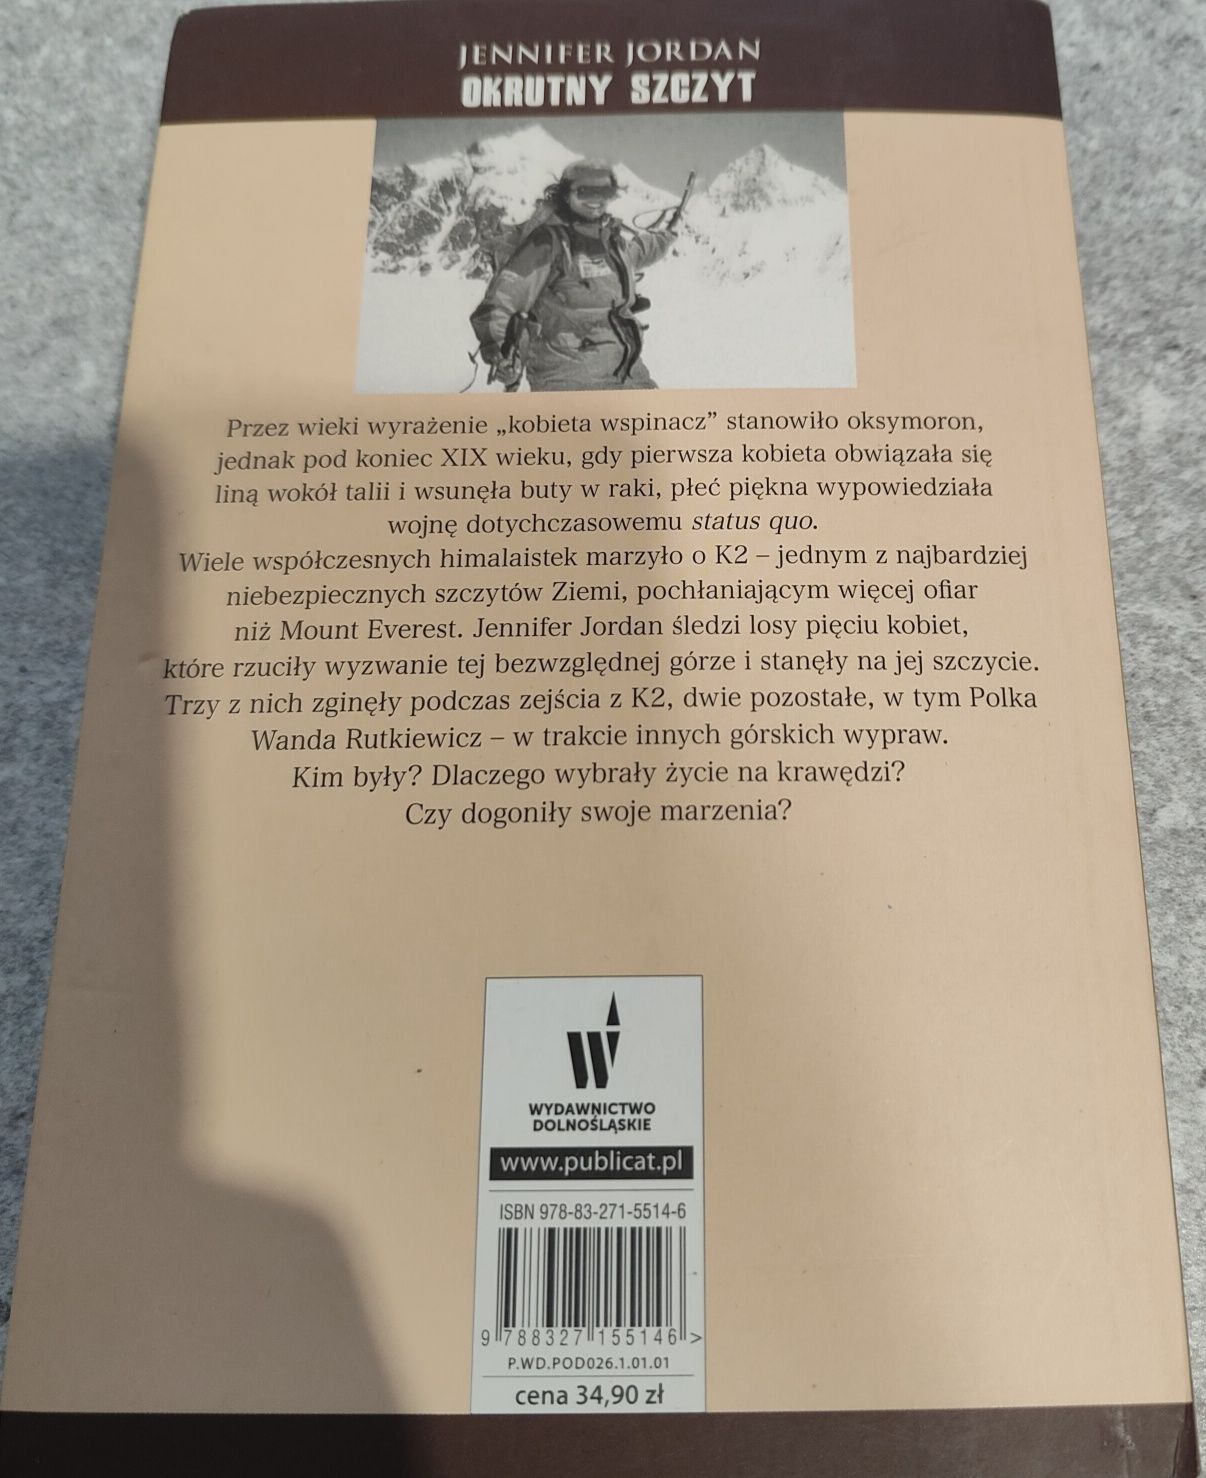 JENNIFER JORDAN
OKRUTNY SZCZYT
Przez wieki wyrażenie „kobieta wspinacz” stanowiło oksymoron,
jednak pod koniec XIX wieku, gdy pierwsza kobieta obwiązała się
liną wokół talii i wsunęła buty w raki, płeć piękna wypowiedziała
wojnę dotychczasowemu status quo.
Wiele współczesnych himalaistek marzyło o K2 – jednym z najbardziej
niebezpiecznych szczytów Ziemi, pochłaniającym więcej ofiar
niż Mount Everest. Jennifer Jordan śledzi losy pięciu kobiet,
które rzuciły wyzwanie tej bezwzględnej górze i stanęły na jej szczycie.
Trzy z nich zginęły podczas zejścia z K2, dwie pozostałe, w tym Polka
Wanda Rutkiewicz – w trakcie innych górskich wypraw.
Kim były? Dlaczego wybrały życie na krawędzi?
Czy dogoniły swoje marzenia?
W
WYDAWNICTWO
DOLNOŚLĄSKIE
www.publicat.pl
ISBN 978-83-271-5514-6
9 788327 155146 >
P.WD.POD026.1.01.01
cena 34,90 zł